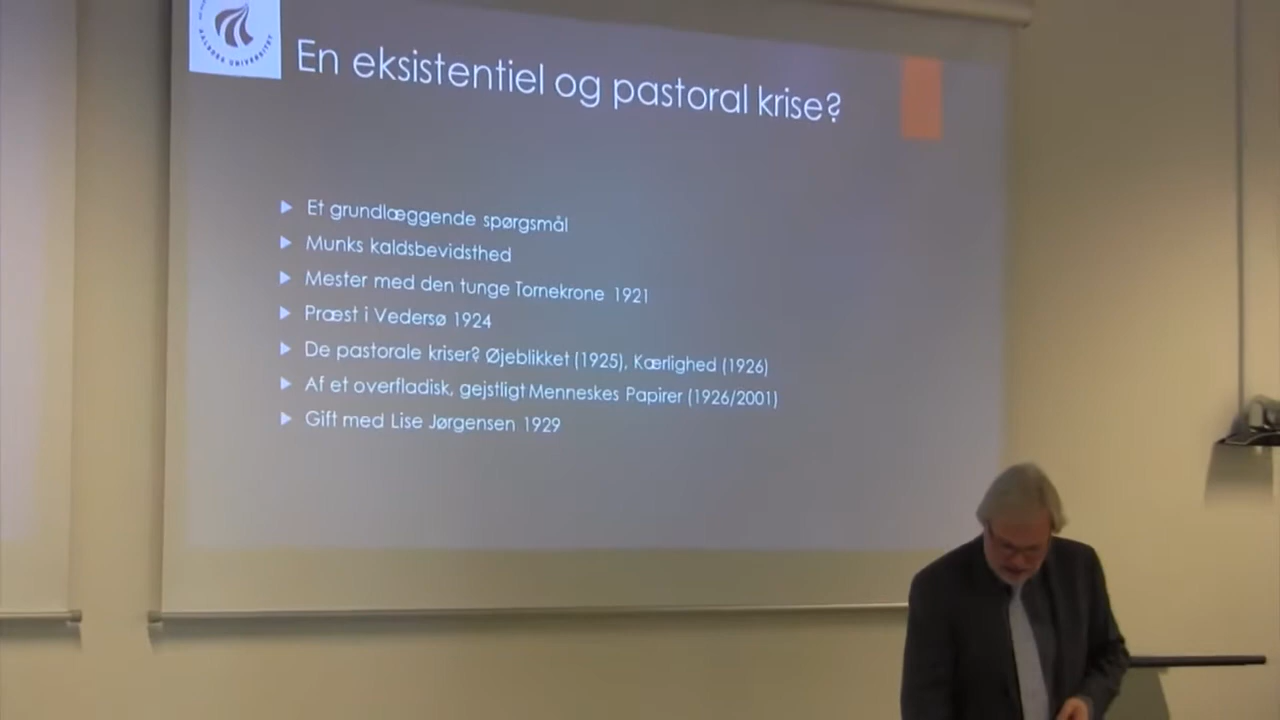 AALBORG UNIVERSITET
En eksistentiel og pastoral krise?
Et grundlæggende spørgsmål
Munks kaldsbevidsthed
Mester med den tunge Tornekrone 1921
Præst i Vedersø 1924
De pastorale kriser? Øjeblikket (1925), Kærlighed (1926)
Af et overfladisk, gejstligt Menneskes Papirer (1926/2001)
Gift med Lise Jørgensen 1929